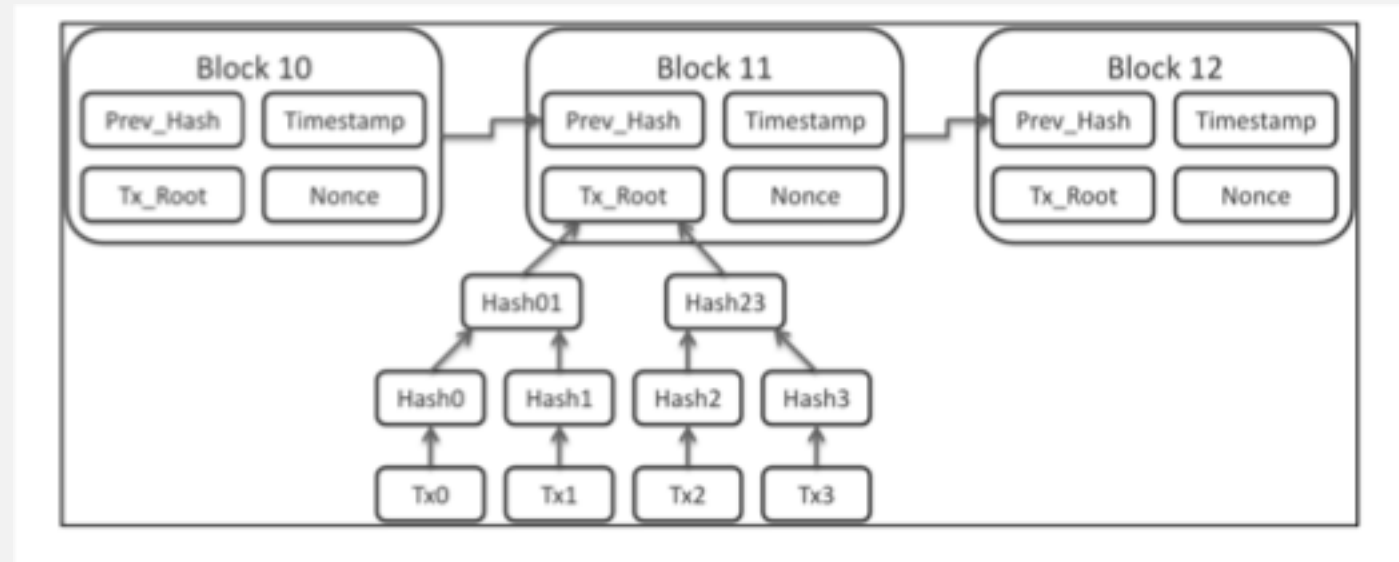 Block 10 Block 11 Block 12
Prev_Hash Timestamp Prev_Hash Timestamp Prev_Hash Timestamp
Tx_Root Nonce Tx_Root Nonce Tx_Root Nonce
Hash01 Hash23
Hash0 Hash1 Hash2 Hash3
Tx0 Tx1 Tx2 Tx3